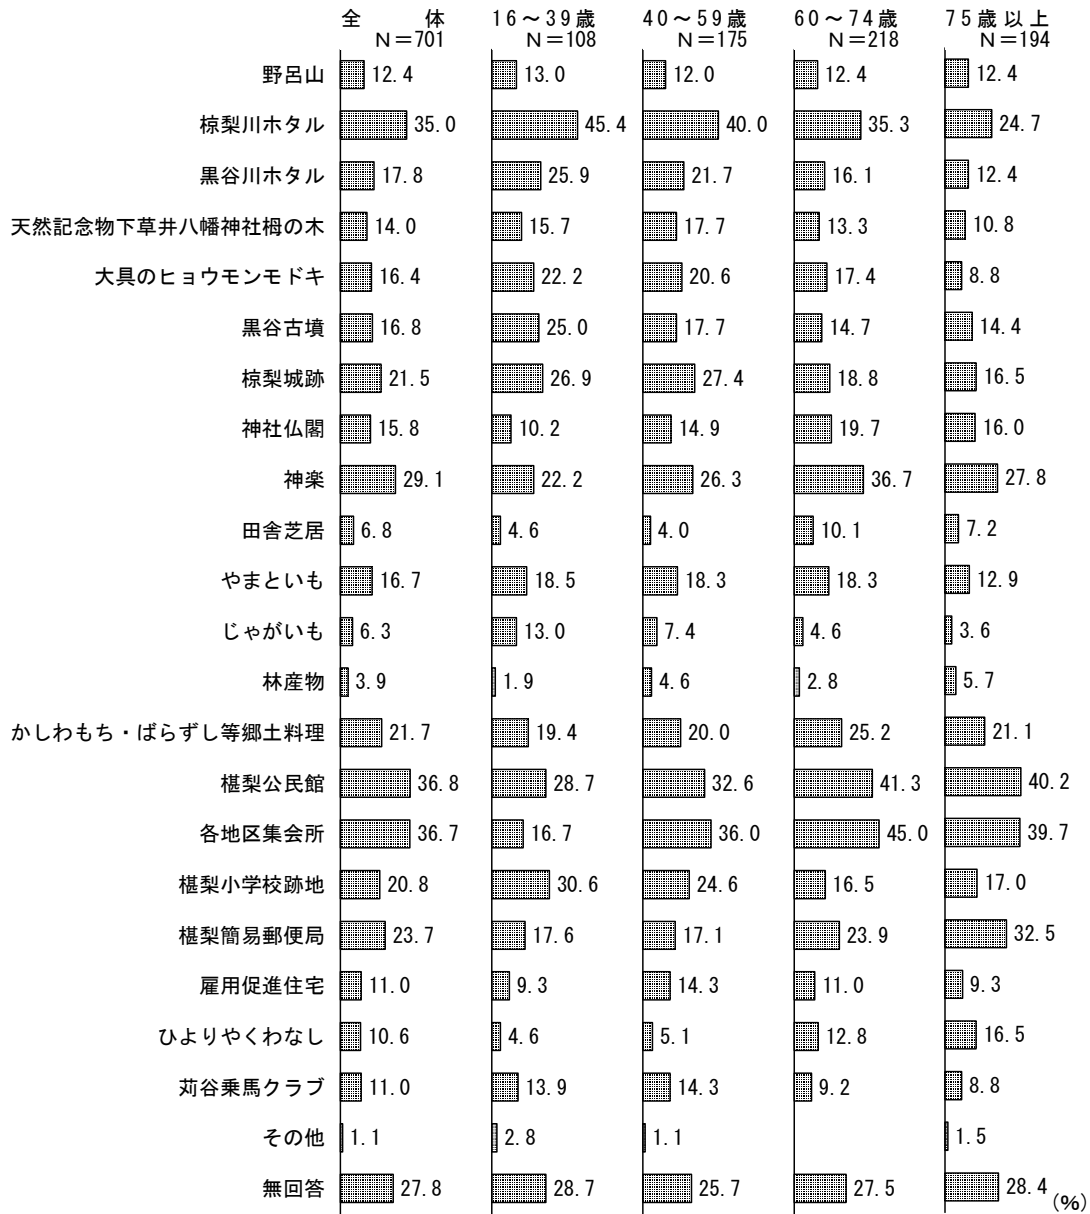 全　体　16～39歳　40～59歳　60～74歳　75歳以上
Ｎ＝701　Ｎ＝108　Ｎ＝175　Ｎ＝218　Ｎ＝194
野呂山　12.4　13.0　12.0　12.4　12.4
椋梨川ホタル　35.0　45.4　40.0　35.3　24.7
黒谷川ホタル　17.8　25.9　21.7　16.1　12.4
天然記念物下草井八幡神社栂の木　14.0　15.7　17.7　13.3　10.8
大具のヒョウモンモドキ　16.4　22.2　20.6　17.4　8.8
黒谷古墳　16.8　25.0　17.7　14.7　14.4
椋梨城跡　21.5　26.9　27.4　18.8　16.5
神社仏閣　15.8　10.2　14.9　19.7　16.0
神楽　29.1　22.2　26.3　36.7　27.8
田舎芝居　6.8　4.6　4.0　10.1　7.2
やまといも　16.7　18.5　18.3　18.3　12.9
じゃがいも　6.3　13.0　7.4　4.6　3.6
林産物　3.9　1.9　4.6　2.8　5.7
かしわもち・ばらずし等郷土料理　21.7　19.4　20.0　25.2　21.1
椹梨公民館　36.8　28.7　32.6　41.3　40.2
各地区集会所　36.7　16.7　36.0　45.0　39.7
椹梨小学校跡地　20.8　30.6　24.6　16.5　17.0
椹梨簡易郵便局　23.7　17.6　17.1　23.9　32.5
雇用促進住宅　11.0　9.3　14.3　11.0　9.3
ひよりやくわなし　10.6　4.6　5.1　12.8　16.5
苅谷乗馬クラブ　11.0　13.9　14.3　9.2　8.8
その他　1.1　2.8　1.1　1.5
無回答　27.8　28.7　25.7　27.5　28.4
(%)